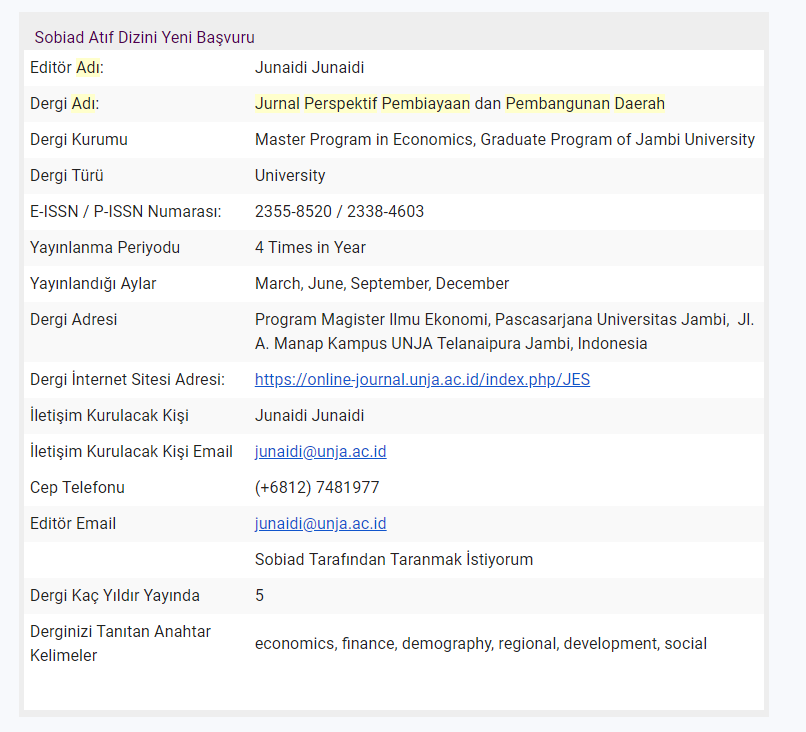 Sobiad Atıf Dizini Yeni Başvuru
Editör Adı: Junaidi Junaidi
Dergi Adı: Jurnal Perspektif Pembiayaan dan Pembangunan Daerah
Dergi Kurumu Master Program in Economics, Graduate Program of Jambi University
Dergi Türü University
E-ISSN / P-ISSN Numarası: 2355-8520 / 2338-4603
Yayınlanma Periyodu 4 Times in Year
Yayınlandığı Aylar March, June, September, December
Dergi Adresi Program Magister Ilmu Ekonomi, Pascasarjana Universitas Jambi, Jl.
A. Manap Kampus UNJA Telanaipura Jambi, Indonesia
Dergi İnternet Sitesi Adresi: https://online-journal.unja.ac.id/index.php/JES
İletişim Kurulacak Kişi Junaidi Junaidi
İletişim Kurulacak Kişi Email junaidi@unja.ac.id
Cep Telefonu (+6812) 7481977
Editör Email junaidi@unja.ac.id
Sobiad Tarafından Taranmak İstiyorum
Dergi Kaç Yıldır Yayında 5
Derginizi Tanıtan Anahtar
Kelimeler economics, finance, demography, regional, development, social